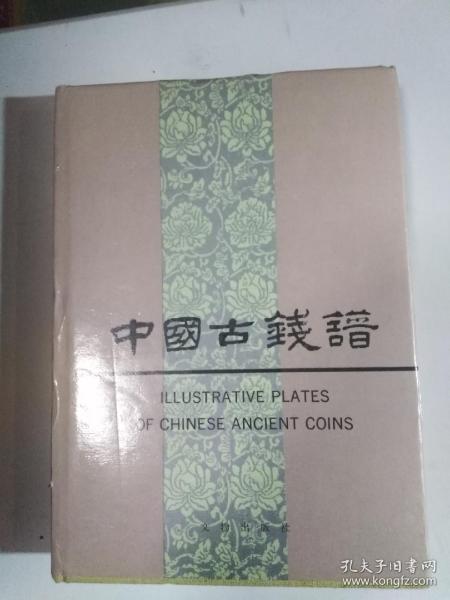 中國古錢譜
ILLUSTRATIVE PLATES
OF CHINESE ANCIENT COINS
文物出版社
孔夫子旧书网
www.kongfz.com